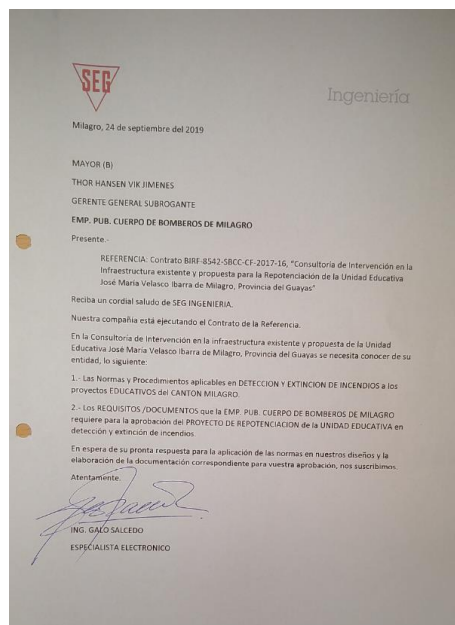 SEG
Ingeniería
Milagro, 24 de septiembre del 2019
MAYOR (B)
THOR HANSEN VIK JIMENES
GERENTE GENERAL SUBROGANTE
EMP. PUB. CUERPO DE BOMBEROS DE MILAGRO
Presente.-
REFERENCIA: Contrato BIRF-8542-SBCC-CF-2017-16, "Consultoría de Intervención en la
Infraestructura existente y propuesta para la Repotenciación de la Unidad Educativa
José María Velasco Ibarra de Milagro, Provincia del Guayas"
Reciba un cordial saludo de SEG INGENIERIA.
Nuestra compañía está ejecutando el Contrato de la Referencia.
En la Consultoría de Intervención en la infraestructura existente y propuesta de la Unidad
Educativa José María Velasco Ibarra de Milagro, Provincia del Guayas se necesita conocer de su
entidad, lo siguiente:
1.- Las Normas y Procedimientos aplicables en DETECCION Y EXTINCION DE INCENDIOS a los
proyectos EDUCATIVOS del CANTÓN MILAGRO.
2.- Los REQUISITOS /DOCUMENTOS que la EMP. PUB. CUERPO DE BOMBEROS DE MILAGRO
requiere para la aprobación del PROYECTO DE REPOTENCIACION de la UNIDAD EDUCATIVA en
detección y extinción de incendios.
En espera de su pronta respuesta para la aplicación de las normas en nuestros diseños y la
elaboración de la documentación correspondiente para vuestra aprobación, nos suscribimos.
Atentamente.
ING. GALO SALCEDO
ESPECIALISTA ELECTRONICO